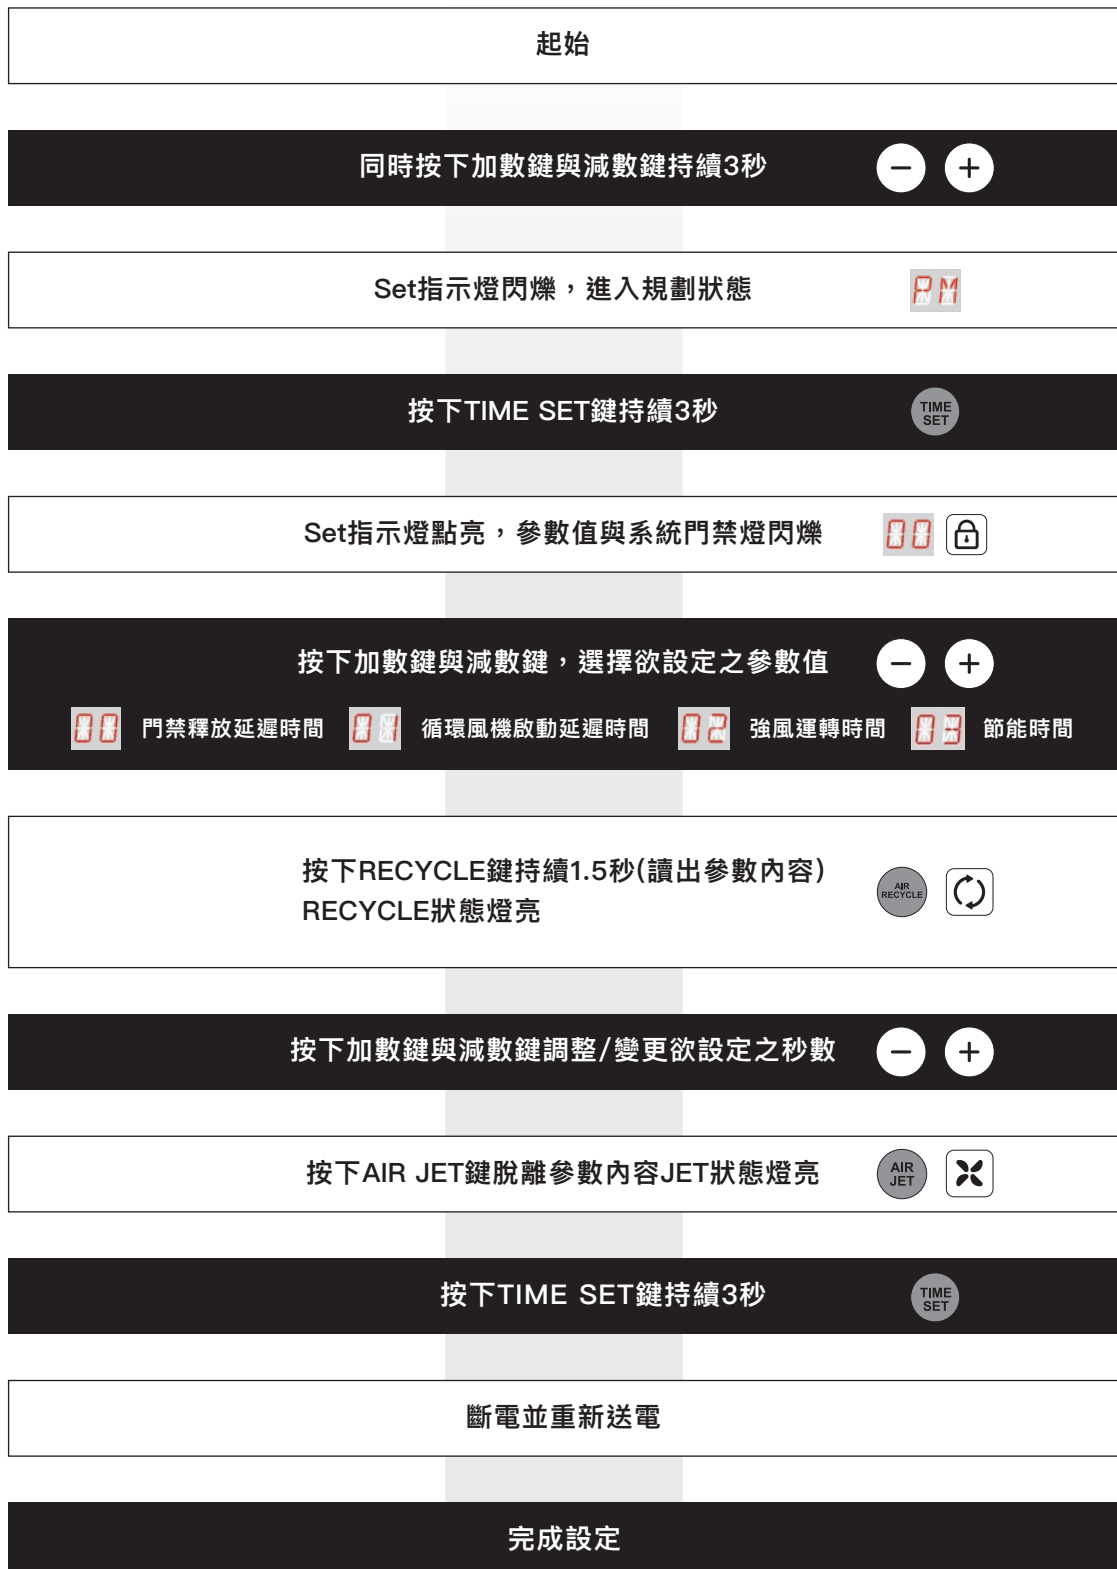 起始
同時按下加數鍵與減數鍵持續3秒 − +
Set指示燈閃爍，進入規劃狀態 PM
按下TIME SET鍵持續3秒 TIME SET
Set指示燈點亮，參數值與系統門禁燈閃爍 00
按下加數鍵與減數鍵，選擇欲設定之參數值 − +
00 門禁釋放延遲時間 01 循環風機啟動延遲時間 02 強風運轉時間 03 節能時間
按下RECYCLE鍵持續1.5秒(讀出參數內容) AIR RECYCLE
RECYCLE狀態燈亮
按下加數鍵與減數鍵調整/變更欲設定之秒數 − +
按下AIR JET鍵脫離參數內容JET狀態燈亮 AIR JET
按下TIME SET鍵持續3秒 TIME SET
斷電並重新送電
完成設定